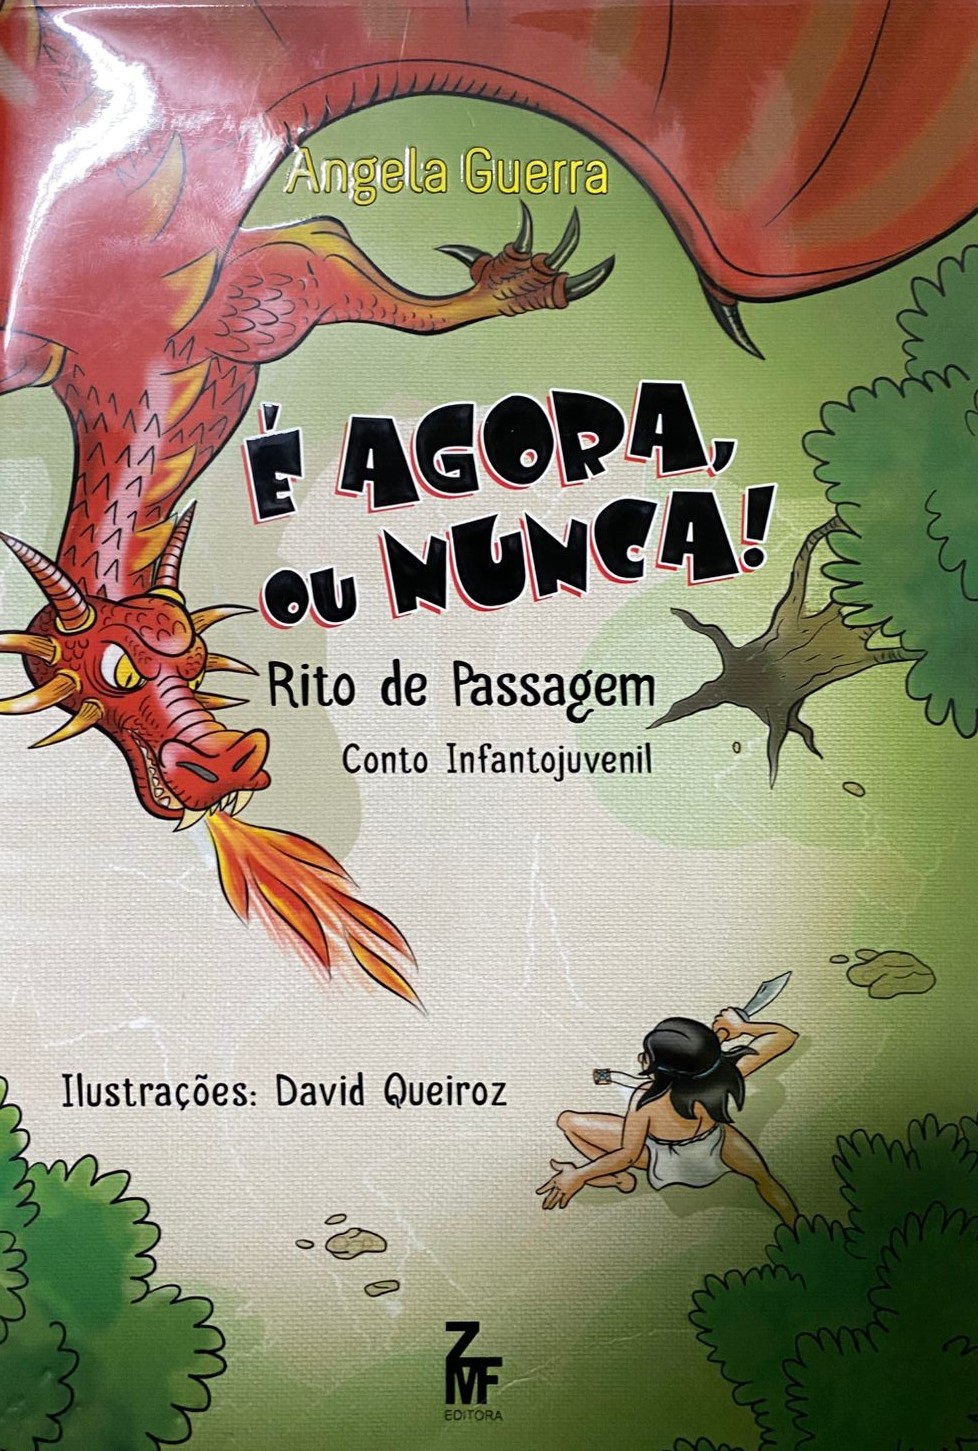 Angela Guerra
É AGORA,
OU NUNCA!
Rito de Passagem
Conto Infantojuvenil
Ilustrações: David Queiroz
ZMF
EDITORA